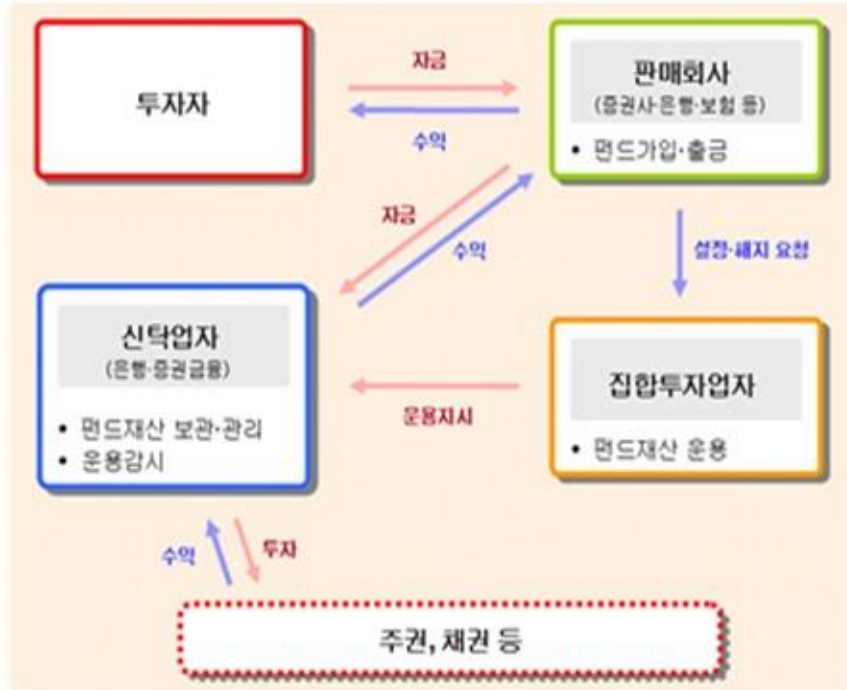 투자자
자금
수익
판매회사
(증권사·은행·보험 등)
• 펀드가입·출금
자금
수익
설정·해지 요청
신탁업자
(은행·증권금융)
• 펀드재산 보관·관리
• 운용감시
운용지시
집합투자업자
• 펀드재산 운용
수익
투자
주권, 채권 등